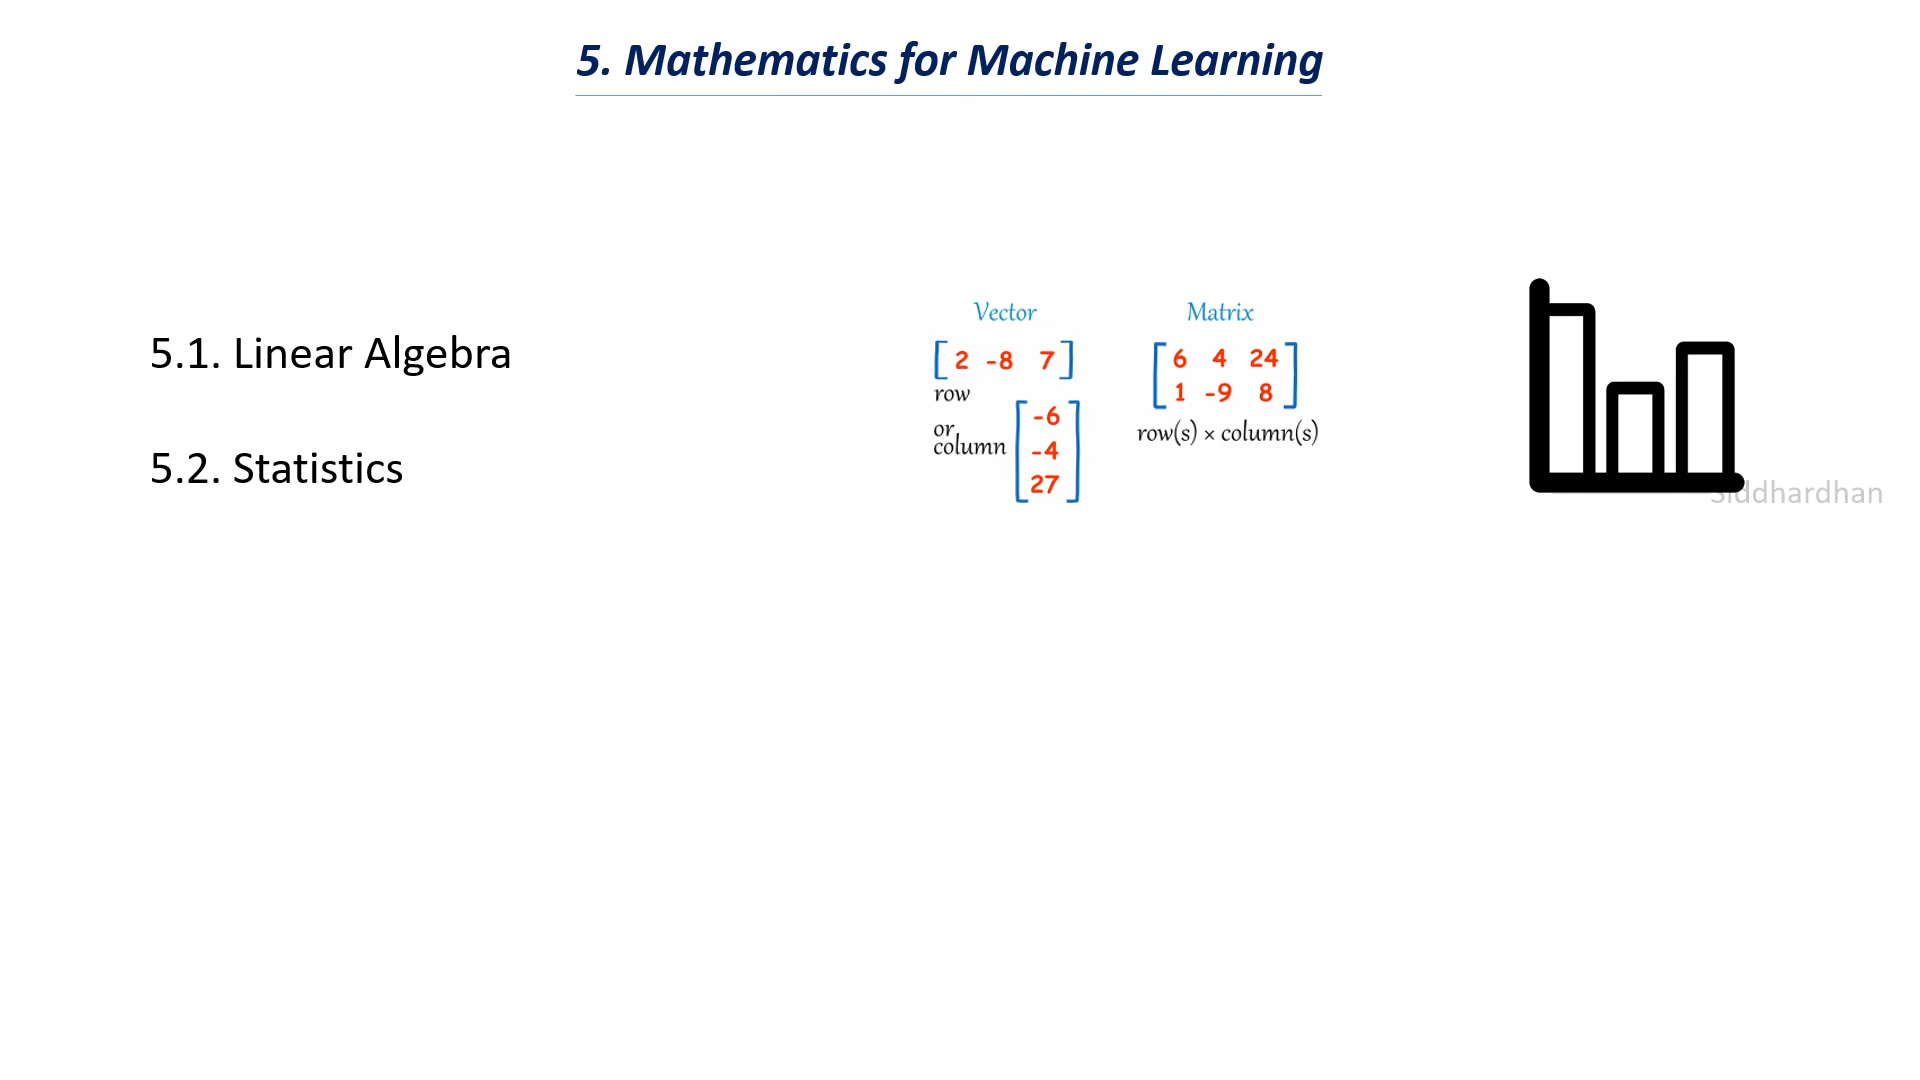 5. Mathematics for Machine Learning
5.1. Linear Algebra
5.2. Statistics
Vector
[2 -8 7]
row
or
column
-6
-4
27
Matrix
6 4 24
1 -9 8
row(s) × column(s)
Siddhardhan